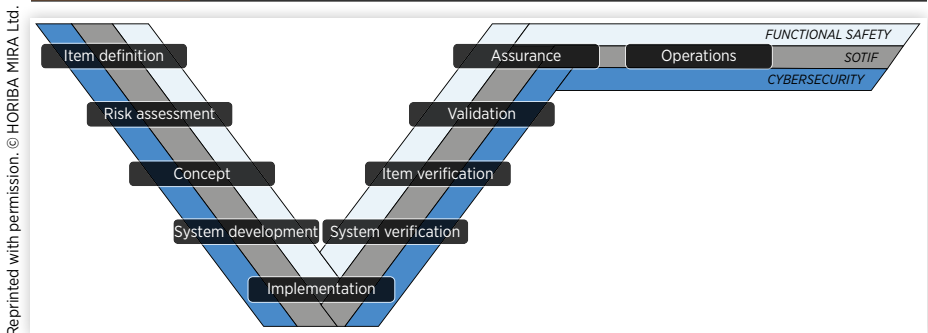 Reprinted with permission. © HORIBA MIRA Ltd.
FUNCTIONAL SAFETY
Item definition
Assurance
Operations
SOTIF
CYBERSECURITY
Risk assessment
Validation
Concept
Item verification
System development
System verification
Implementation